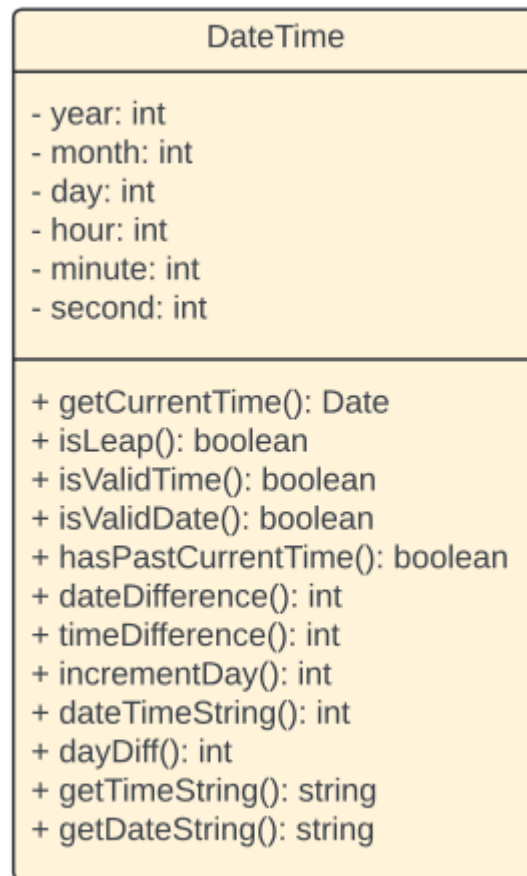 DateTime
- year: int
- month: int
- day: int
- hour: int
- minute: int
- second: int
+ getCurrentTime(): Date
+ isLeap(): boolean
+ isValidTime(): boolean
+ isValidDate(): boolean
+ hasPastCurrentTime(): boolean
+ dateDifference(): int
+ timeDifference(): int
+ incrementDay(): int
+ dateTimeString(): int
+ dayDiff(): int
+ getTimeString(): string
+ getDateString(): string